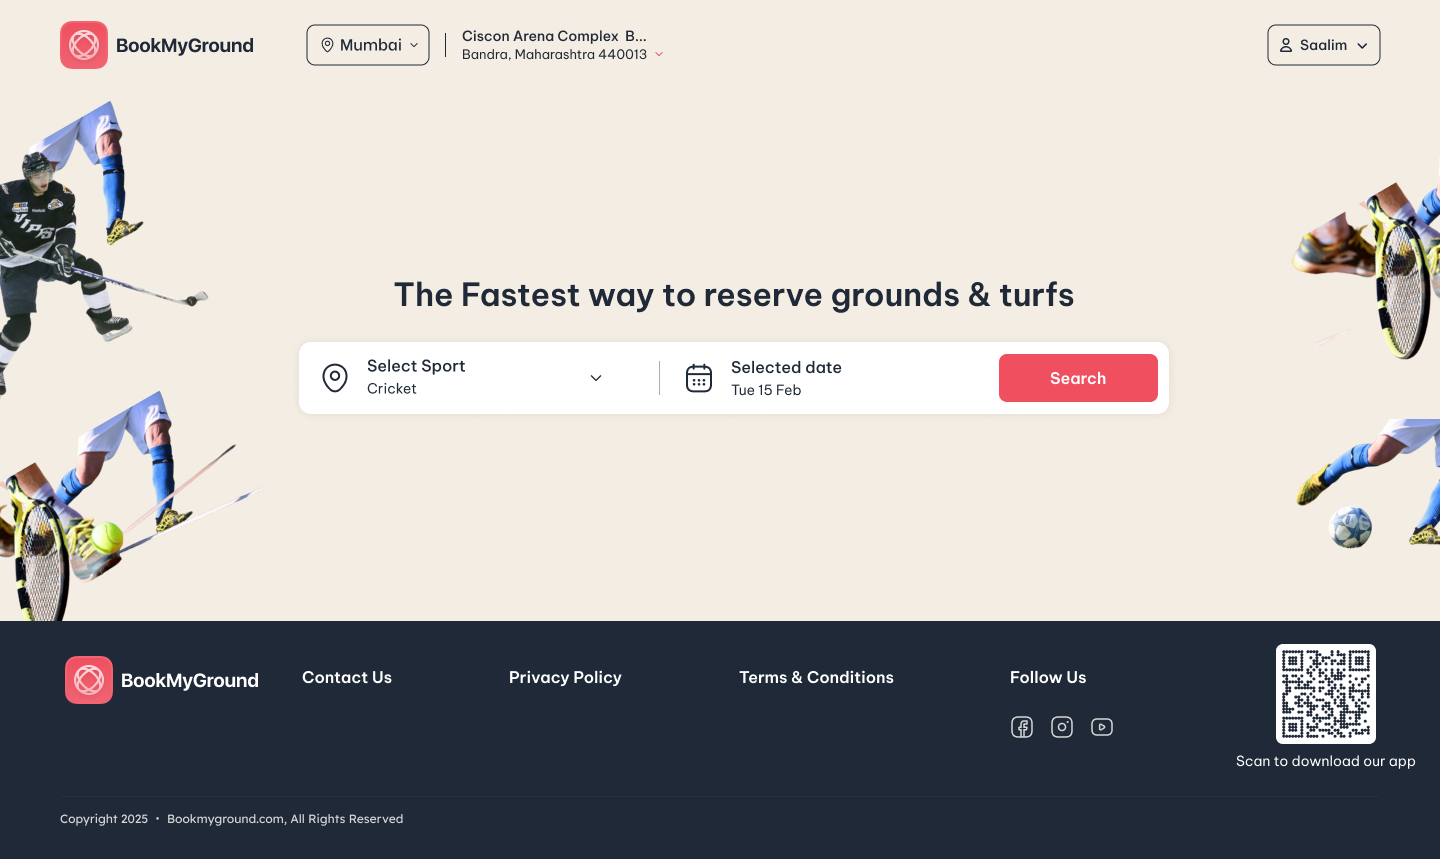 BookMyGround
Mumbai
Ciscon Arena Complex B...
Bandra, Maharashtra 440013
Saalim
VIPERS
The Fastest way to reserve grounds & turfs
Select Sport
Cricket
Selected date
Tue 15 Feb
Search
BookMyGround
Contact Us
Privacy Policy
Terms & Conditions
Follow Us
Scan to download our app
Copyright 2025 • Bookmyground.com, All Rights Reserved